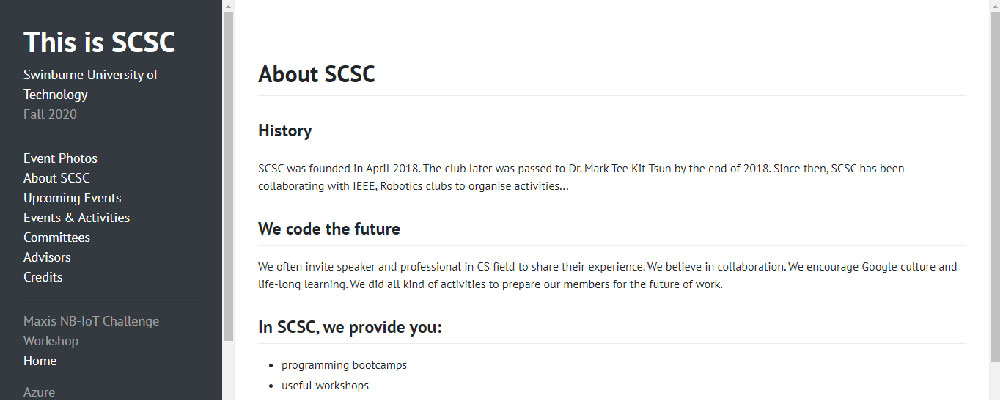 This is SCSC
Swinburne University of
Technology
Fall 2020
Event Photos
About SCSC
Upcoming Events
Events & Activities
Committees
Advisors
Credits
Maxis NB-IoT Challenge
Workshop
Home
Azure
About SCSC
History
SCSC was founded in April 2018. The club later was passed to Dr. Mark Tee Kit Tsun by the end of 2018. Since then, SCSC has been
collaborating with IEEE, Robotics clubs to organise activities...
We code the future
We often invite speaker and professional in CS field to share their experience. We believe in collaboration. We encourage Google culture and
life-long learning. We did all kind of activities to prepare our members for the future of work.
In SCSC, we provide you:
• programming bootcamps
• useful workshops